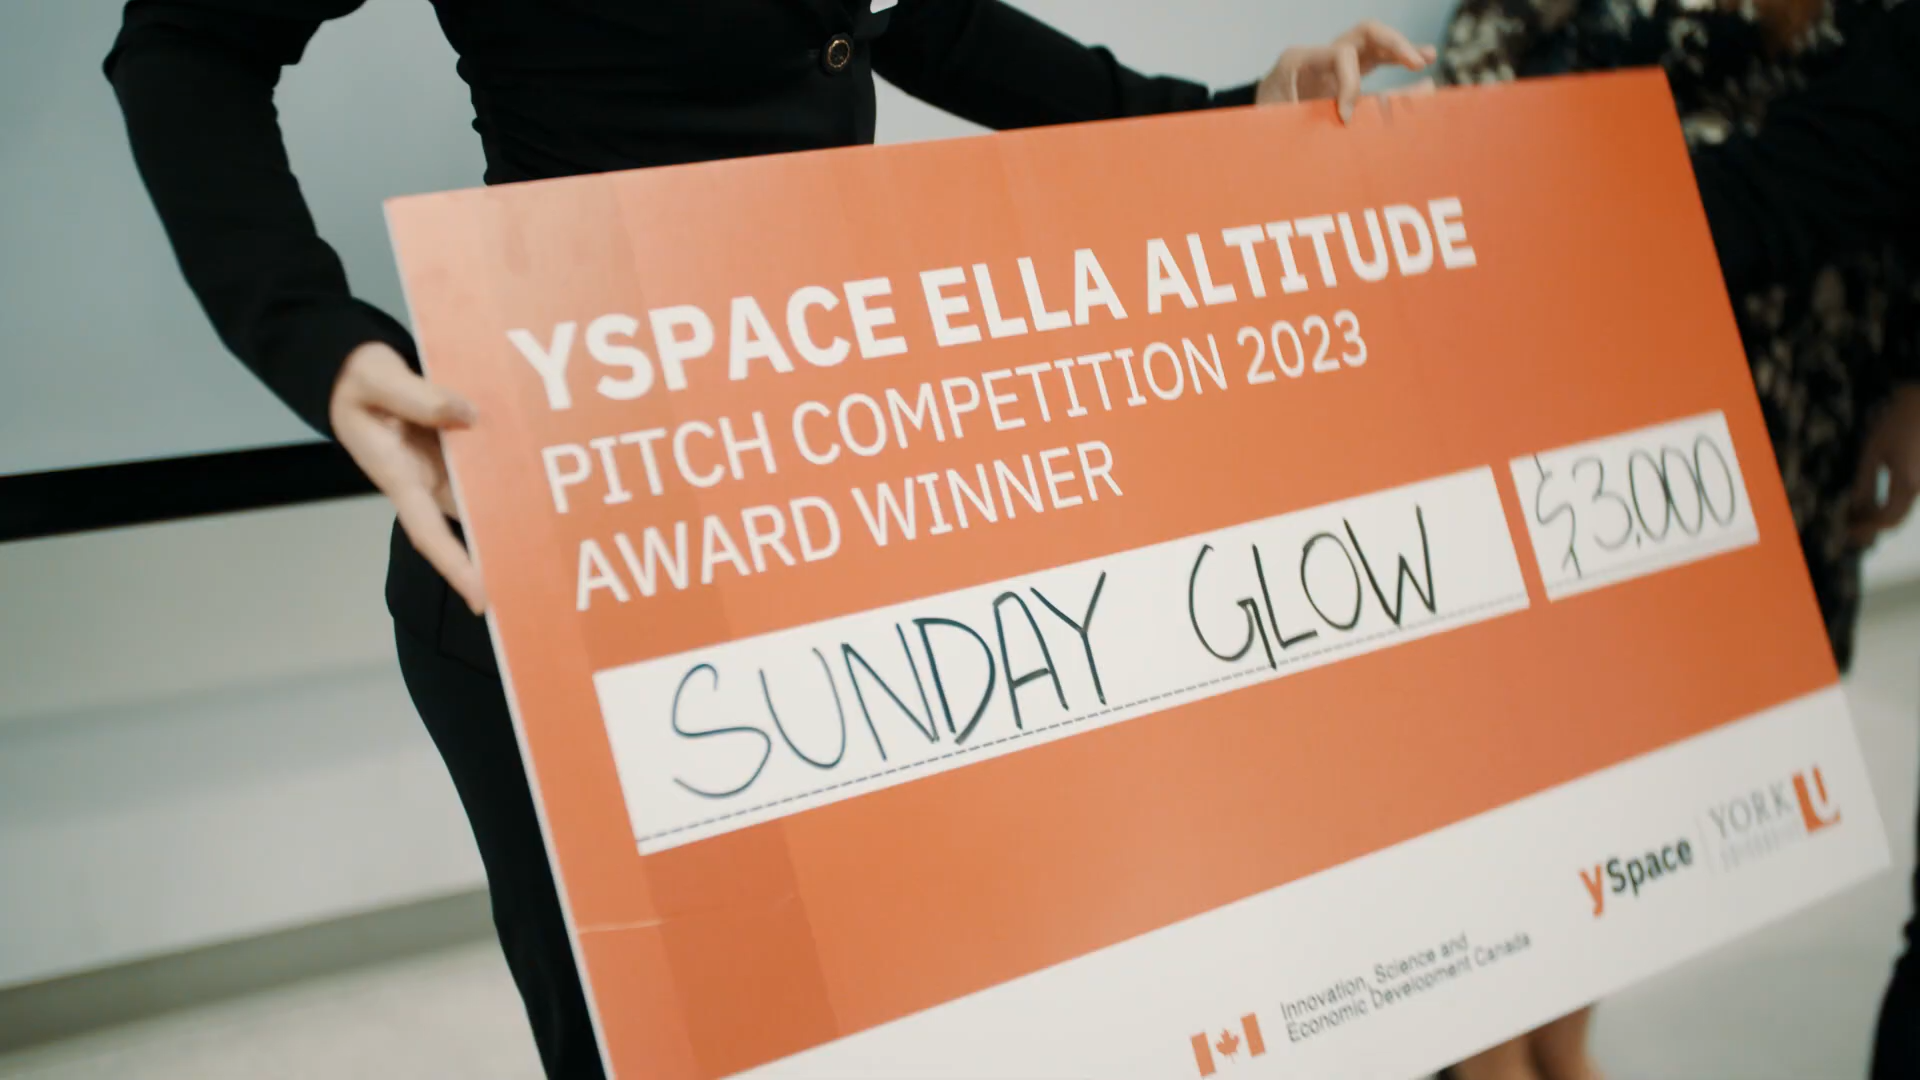 YSPACE ELLA ALTITUDE
PITCH COMPETITION 2023
AWARD WINNER
SUNDAY GLOW
$3,000
ySpace
YORK U
UNIVERSITÉ
Innovation, Science and
Economic Development Canada